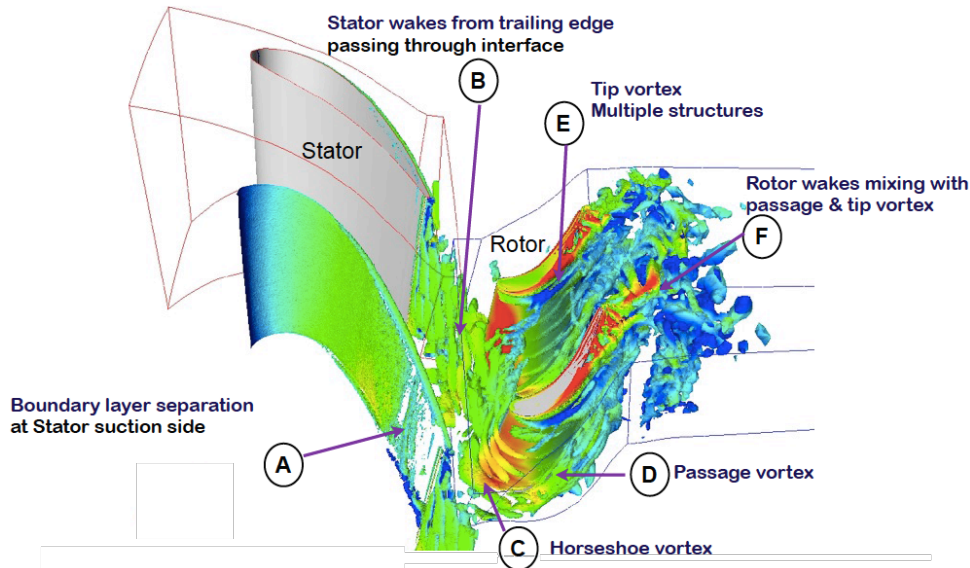 Stator wakes from trailing edge
passing through interface
B
Tip vortex
Multiple structures
E
Stator
Rotor wakes mixing with
passage & tip vortex
F
Rotor
Boundary layer separation
at Stator suction side
A
D
Passage vortex
C
Horseshoe vortex